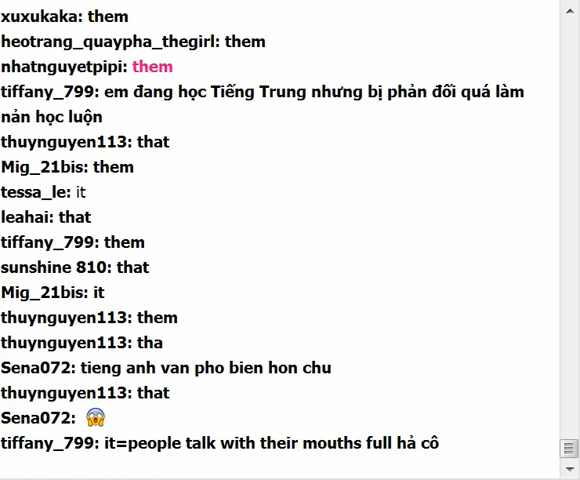 xuxukaka: them
heotrang_quaypha_thegirl: them
nhatnguyetpipi: them
tiffany_799: em đang học Tiếng Trung nhưng bị phản đối quá làm
nản học luộn
thuynguyen113: that
Mig_21bis: them
tessa_le: it
leahai: that
tiffany_799: them
sunshine 810: that
Mig_21bis: it
thuynguyen113: them
thuynguyen113: tha
Sena072: tieng anh van pho bien hon chu
thuynguyen113: that
Sena072: 😱
tiffany_799: it=people talk with their mouths full hả cô